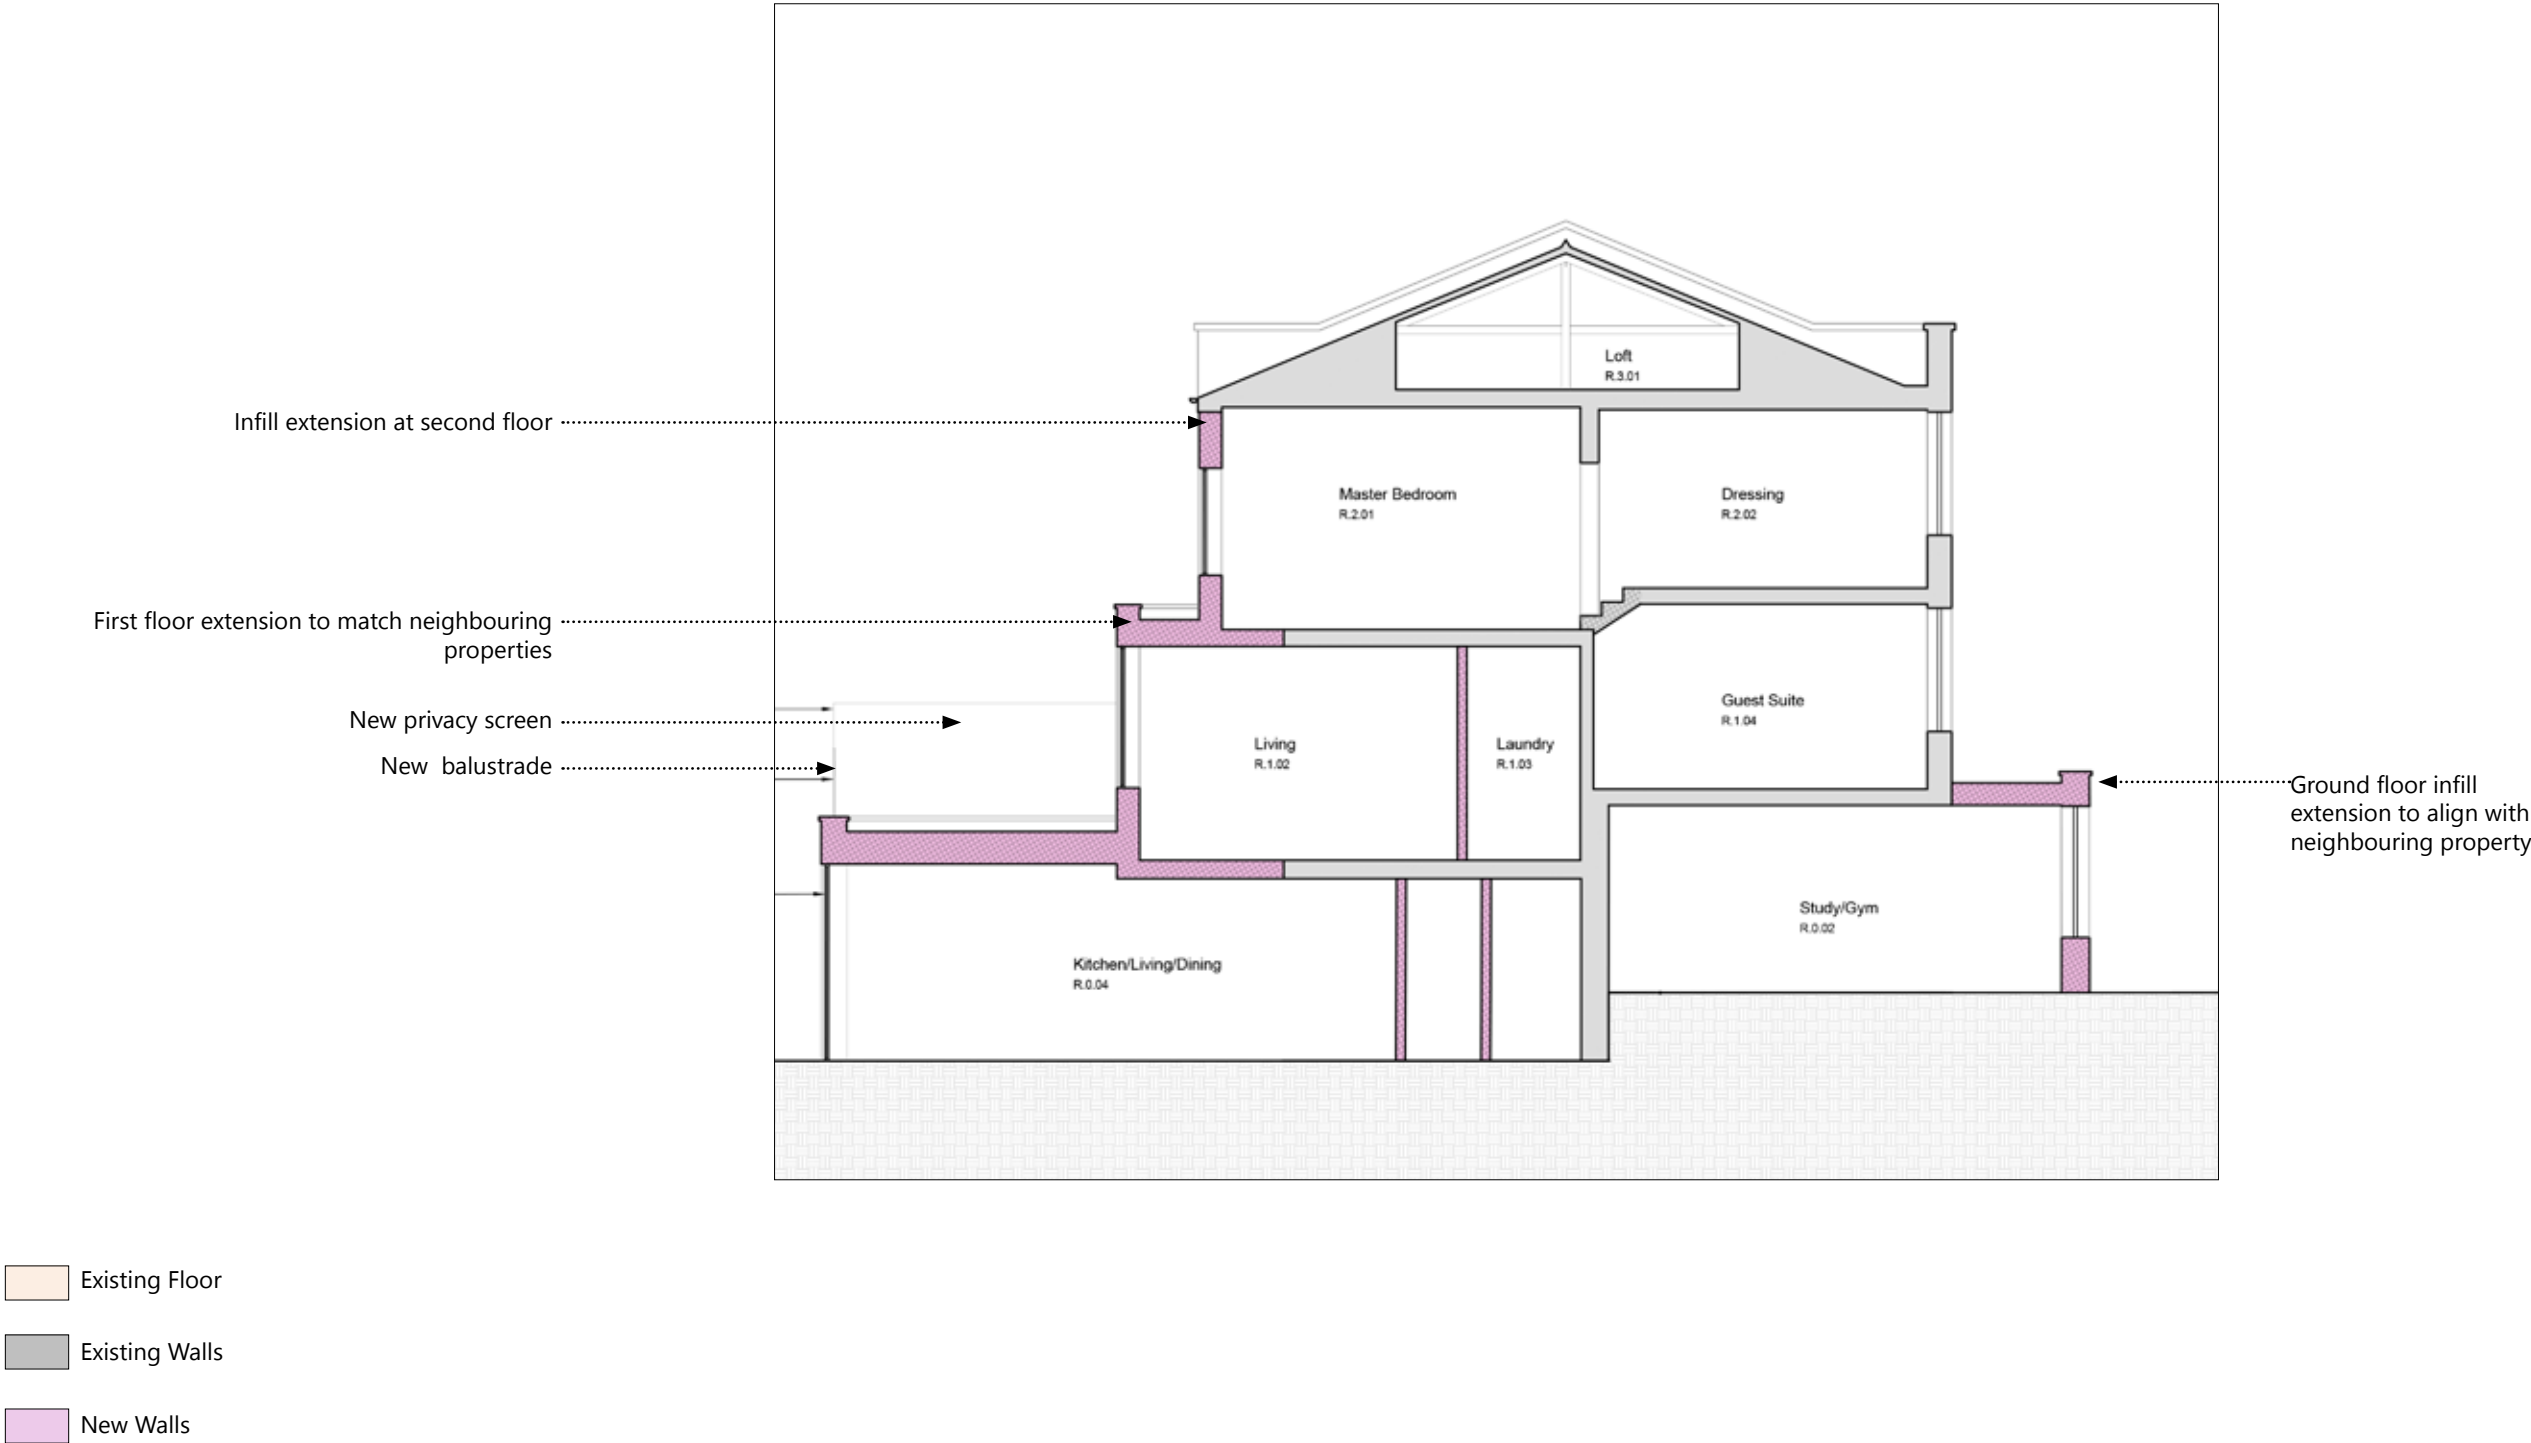 Loft
R.3.01
Infill extension at second floor
Master Bedroom
R.2.01
Dressing
R.2.02
First floor extension to match neighbouring
properties
New privacy screen
New  balustrade
Guest Suite
R.1.04
Living
R.1.02
Laundry
R.1.03
Ground floor infill
extension to align with
neighbouring property
Study/Gym
R.0.02
Kitchen/Living/Dining
R.0.04
Existing Floor
Existing Walls
New Walls